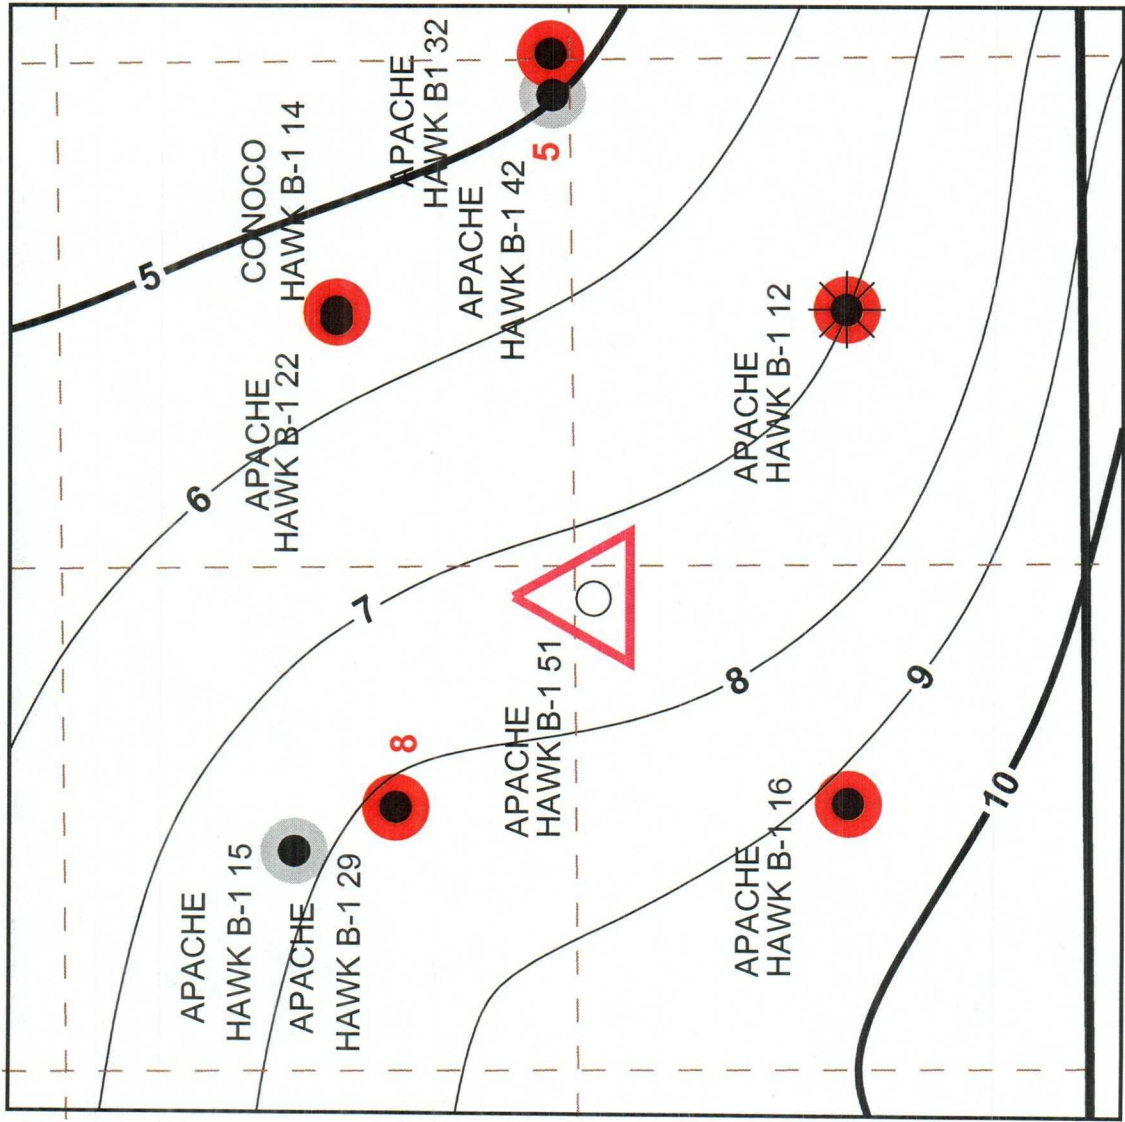 APACHE
HAWK B-1 15
APACHE
HAWK B-1 29
CONOCO
HAWK B-1 14
APACHE
HAWK B-1 22
APACHE
HAWK B1 32
APACHE
HAWK B-1 42
APACHE
HAWK B-1 51
APACHE
HAWK B-1 12
APACHE
HAWK B-1 16
5
6
7
8
9
10
8
5